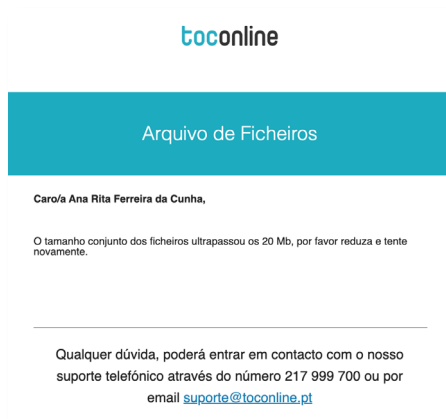 toconline
Arquivo de Ficheiros
Caro/a Ana Rita Ferreira da Cunha,
O tamanho conjunto dos ficheiros ultrapassou os 20 Mb, por favor reduza e tente
novamente.
Qualquer dúvida, poderá entrar em contacto com o nosso
suporte telefónico através do número 217 999 700 ou por
email suporte@toconline.pt